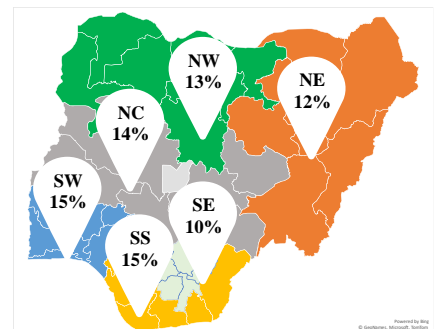 NW
13%
NE
12%
NC
14%
SW
15%
SE
10%
SS
15%
Powered by Bing
© GeoNames, Microsoft, TomTom